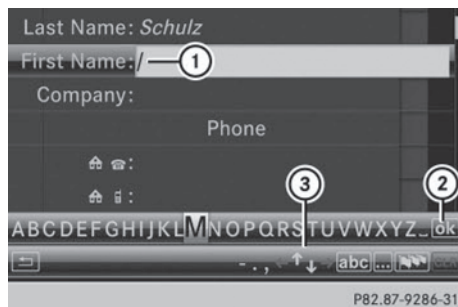 Last Name: Schulz
First Name:/ 1
Company:
Phone
:
:
3 2
ABCDEFGHIJKLMNOPQRSTUVWXYZ_ ok
- . , ← ↑ ↓ → abc ...
P82.87-9286-31